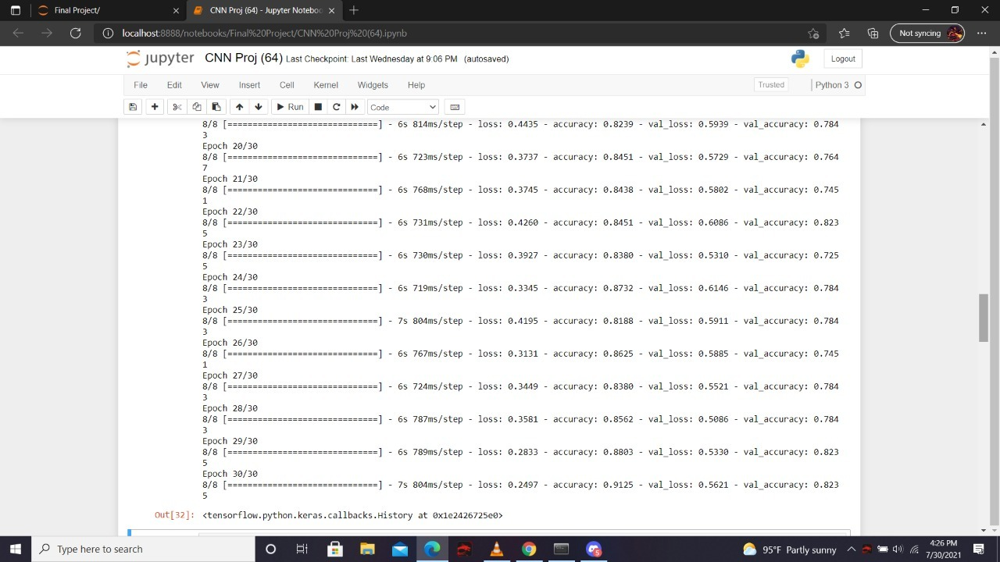 Final Project/
CNN Proj (64) - Jupyter Noteboo
localhost:8888/notebooks/Final%20Project/CNN%20Proj%20(64).ipynb
Not syncing
jupyter CNN Proj (64) Last Checkpoint: Last Wednesday at 9:06 PM (autosaved)
Logout
File Edit View Insert Cell Kernel Widgets Help
Trusted
Python 3
Run
Code
8/8 [==============================] - 6s 814ms/step - loss: 0.4435 - accuracy: 0.8239 - val_loss: 0.5939 - val_accuracy: 0.784
3
Epoch 20/30
8/8 [==============================] - 6s 723ms/step - loss: 0.3737 - accuracy: 0.8451 - val_loss: 0.5729 - val_accuracy: 0.764
7
Epoch 21/30
8/8 [==============================] - 6s 768ms/step - loss: 0.3745 - accuracy: 0.8438 - val_loss: 0.5802 - val_accuracy: 0.745
1
Epoch 22/30
8/8 [==============================] - 6s 731ms/step - loss: 0.4260 - accuracy: 0.8451 - val_loss: 0.6086 - val_accuracy: 0.823
5
Epoch 23/30
8/8 [==============================] - 6s 730ms/step - loss: 0.3927 - accuracy: 0.8380 - val_loss: 0.5310 - val_accuracy: 0.725
5
Epoch 24/30
8/8 [==============================] - 6s 719ms/step - loss: 0.3345 - accuracy: 0.8732 - val_loss: 0.6146 - val_accuracy: 0.784
3
Epoch 25/30
8/8 [==============================] - 7s 804ms/step - loss: 0.4195 - accuracy: 0.8188 - val_loss: 0.5911 - val_accuracy: 0.784
3
Epoch 26/30
8/8 [==============================] - 6s 767ms/step - loss: 0.3131 - accuracy: 0.8625 - val_loss: 0.5885 - val_accuracy: 0.745
1
Epoch 27/30
8/8 [==============================] - 6s 724ms/step - loss: 0.3449 - accuracy: 0.8380 - val_loss: 0.5521 - val_accuracy: 0.784
3
Epoch 28/30
8/8 [==============================] - 6s 787ms/step - loss: 0.3581 - accuracy: 0.8562 - val_loss: 0.5086 - val_accuracy: 0.784
3
Epoch 29/30
8/8 [==============================] - 6s 789ms/step - loss: 0.2833 - accuracy: 0.8803 - val_loss: 0.5330 - val_accuracy: 0.823
5
Epoch 30/30
8/8 [==============================] - 7s 804ms/step - loss: 0.2497 - accuracy: 0.9125 - val_loss: 0.5621 - val_accuracy: 0.823
5
Out[32]: <tensorflow.python.keras.callbacks.History at 0x1e2426725e0>
Type here to search
95°F Partly sunny
4:26 PM
7/30/2021